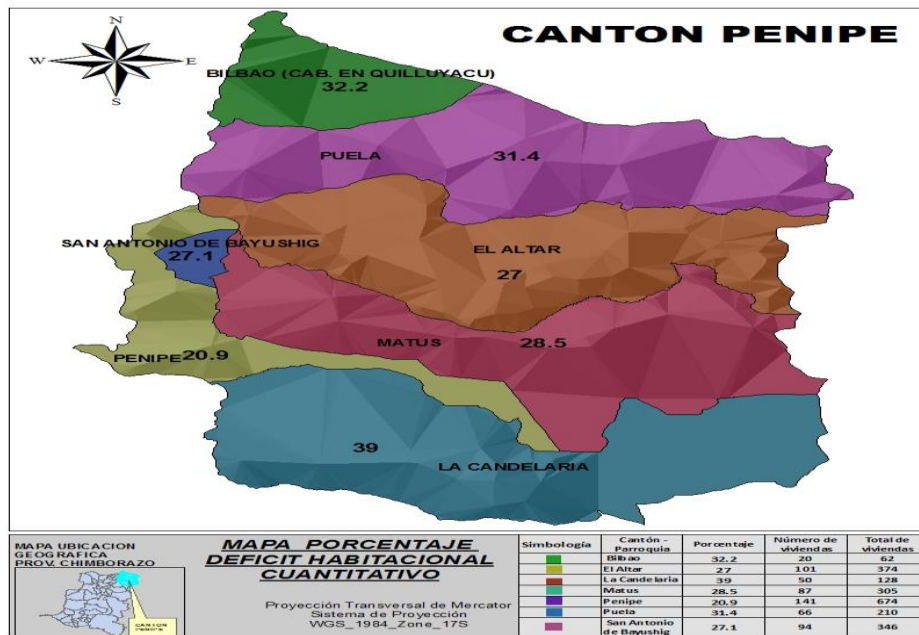 CANTON PENIPE
N
W
E
S
BILBAO (CAB. EN QUILLUYACU)
32.2
PUELA
31.4
SAN ANTONIO DE BAYUSHIG
27.1
EL ALTAR
27
MATUS
28.5
PENIPE 20.9
39
LA CANDELARIA
MAPA UBICACION
GEOGRAFICA
PROV. CHIMBORAZO
CANTON
PENIPE
MAPA PORCENTAJE
DEFICIT HABITACIONAL
CUANTITATIVO
Proyección Transversal de Mercator
Sistema de Proyección
WGS_1984_Zone_17S
Simbología Cantón - Parroquia Porcentaje Número de viviendas Total de viviendas
Bilbao 32.2 20 62
El Altar 27 101 374
La Candelaria 39 50 128
Matus 28.5 87 305
Penipe 20.9 141 674
Puela 31.4 66 210
San Antonio de Bayushig 27.1 94 346